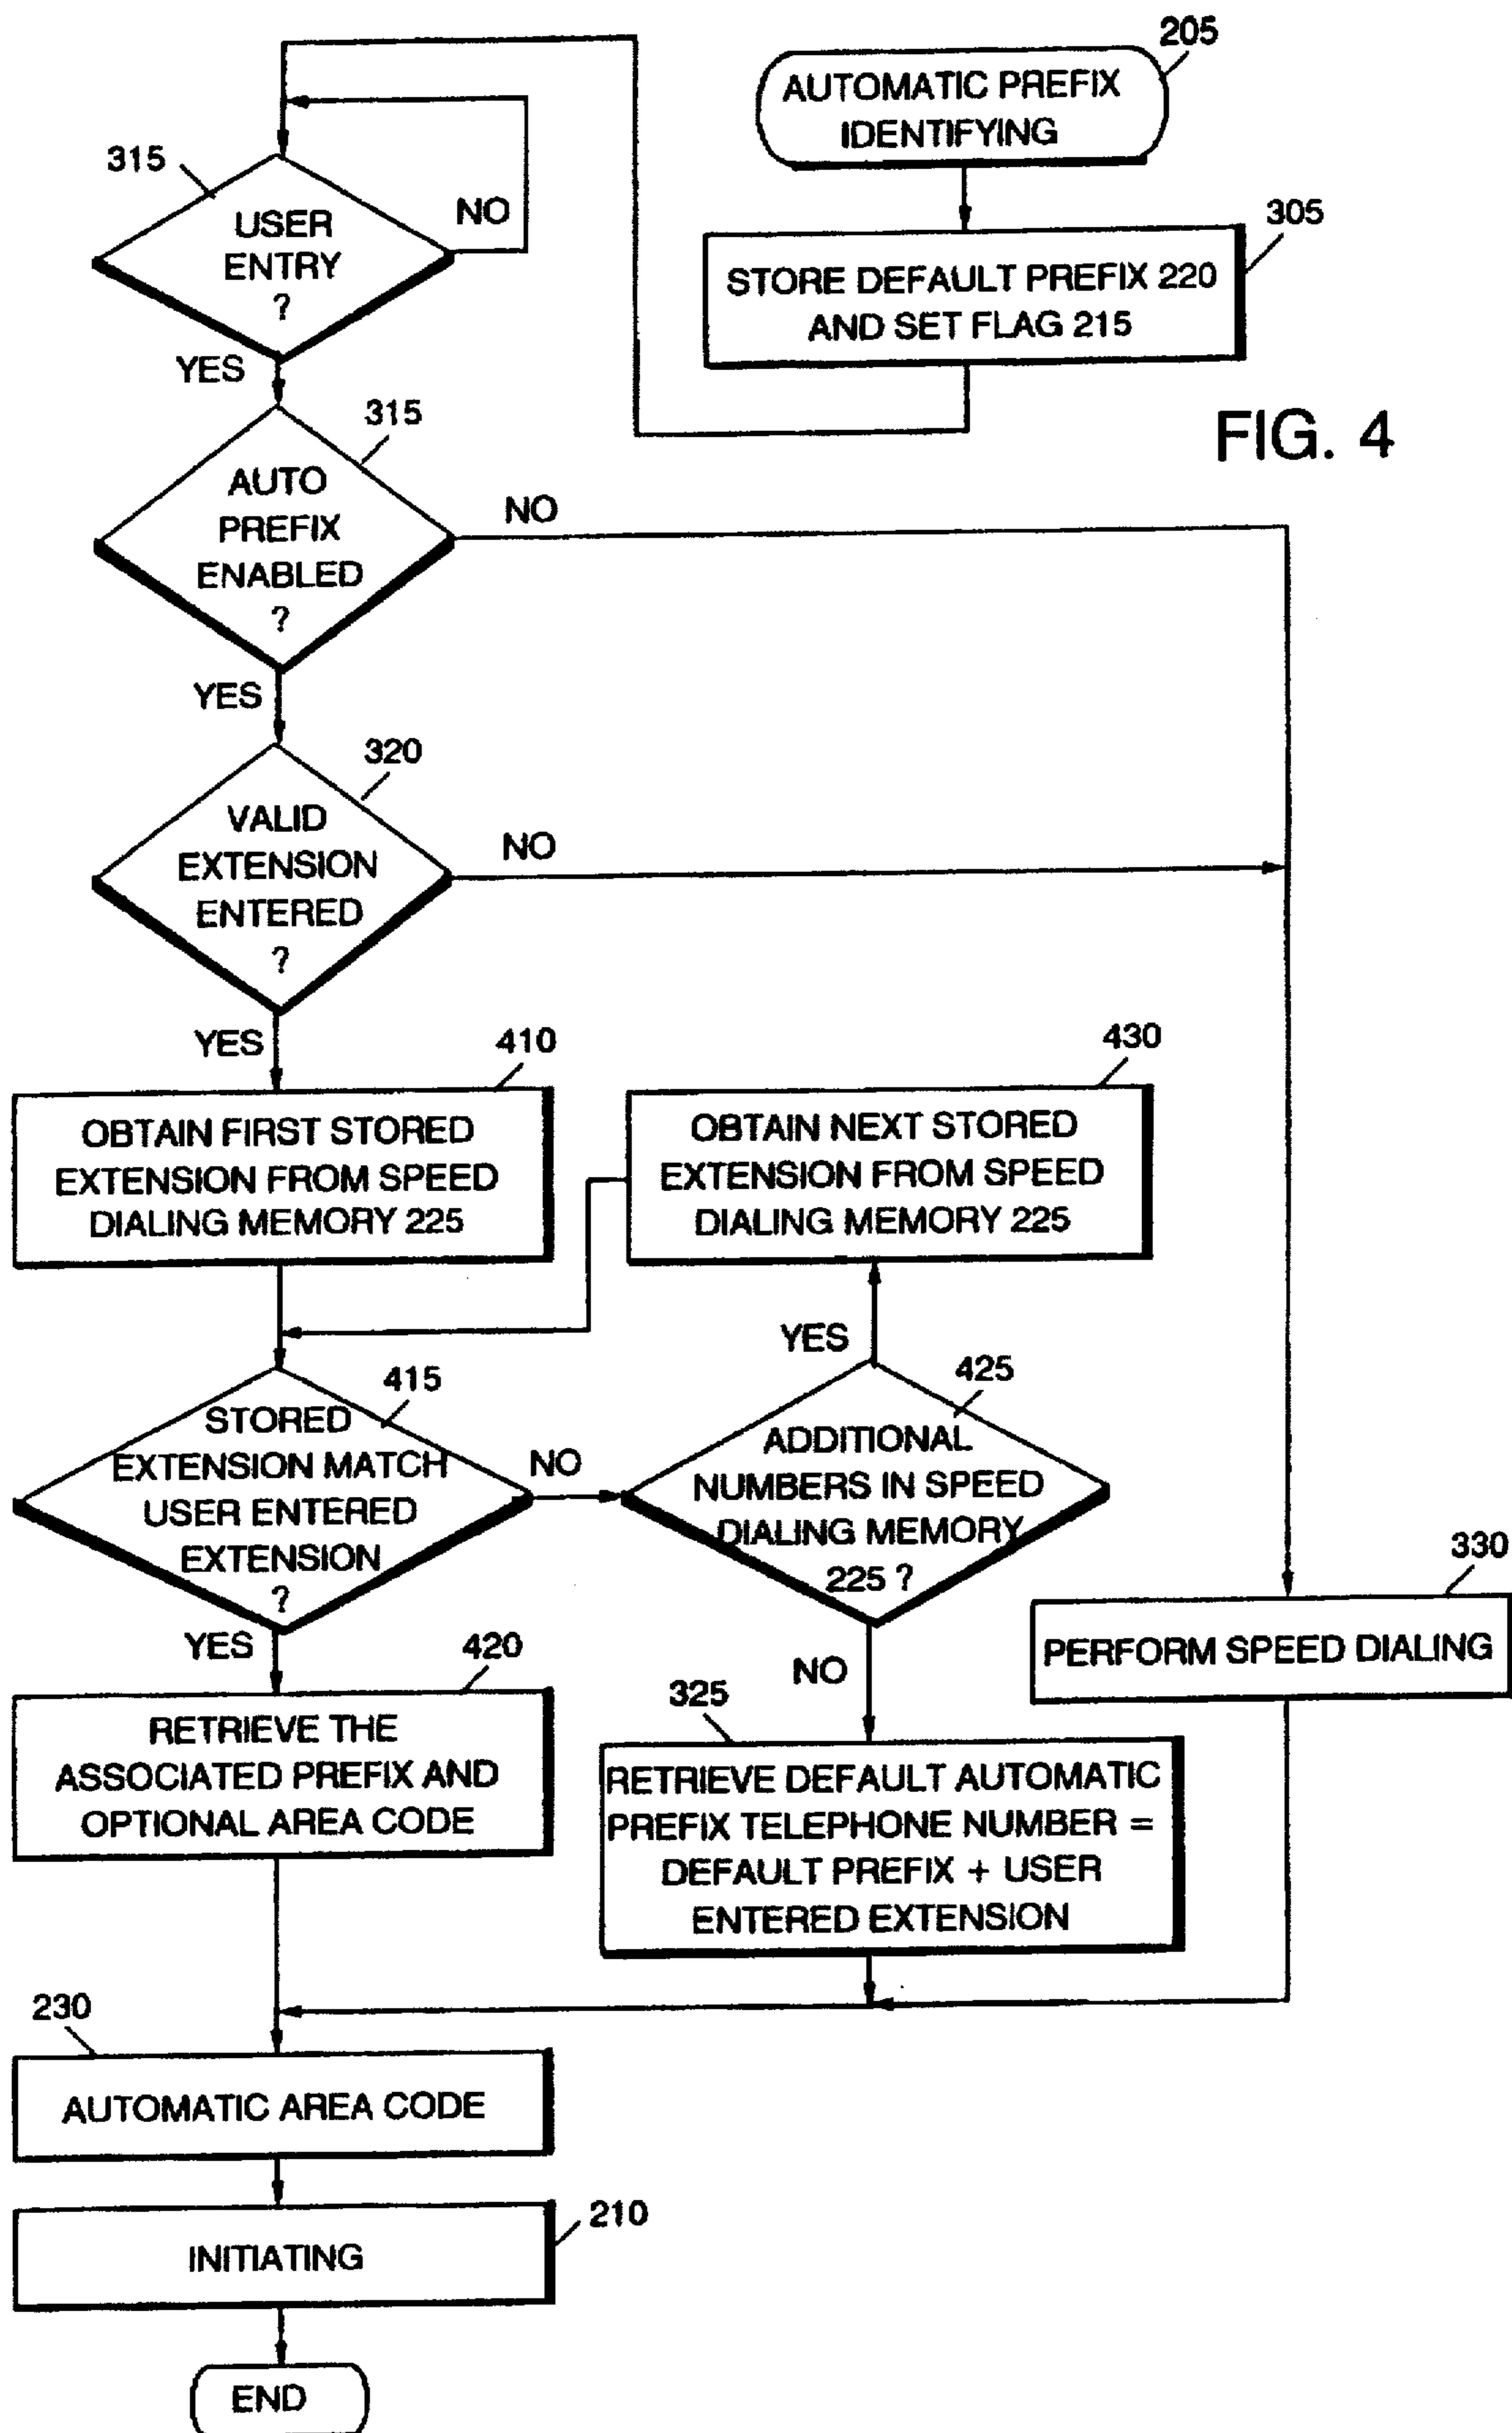 205
AUTOMATIC PREFIX
IDENTIFYING
305
STORE DEFAULT PREFIX 220
AND SET FLAG 215
FIG. 4
315
USER
ENTRY
?
NO
YES
315
AUTO
PREFIX
ENABLED
?
NO
YES
320
VALID
EXTENSION
ENTERED
?
NO
YES
410
OBTAIN FIRST STORED
EXTENSION FROM SPEED
DIALING MEMORY 225
430
OBTAIN NEXT STORED
EXTENSION FROM SPEED
DIALING MEMORY 225
415
STORED
EXTENSION MATCH
USER ENTERED
EXTENSION
?
NO
YES
425
ADDITIONAL
NUMBERS IN SPEED
DIALING MEMORY
225 ?
YES
NO
330
PERFORM SPEED DIALING
420
RETRIEVE THE
ASSOCIATED PREFIX AND
OPTIONAL AREA CODE
325
RETRIEVE DEFAULT AUTOMATIC
PREFIX TELEPHONE NUMBER =
DEFAULT PREFIX + USER
ENTERED EXTENSION
230
AUTOMATIC AREA CODE
210
INITIATING
END